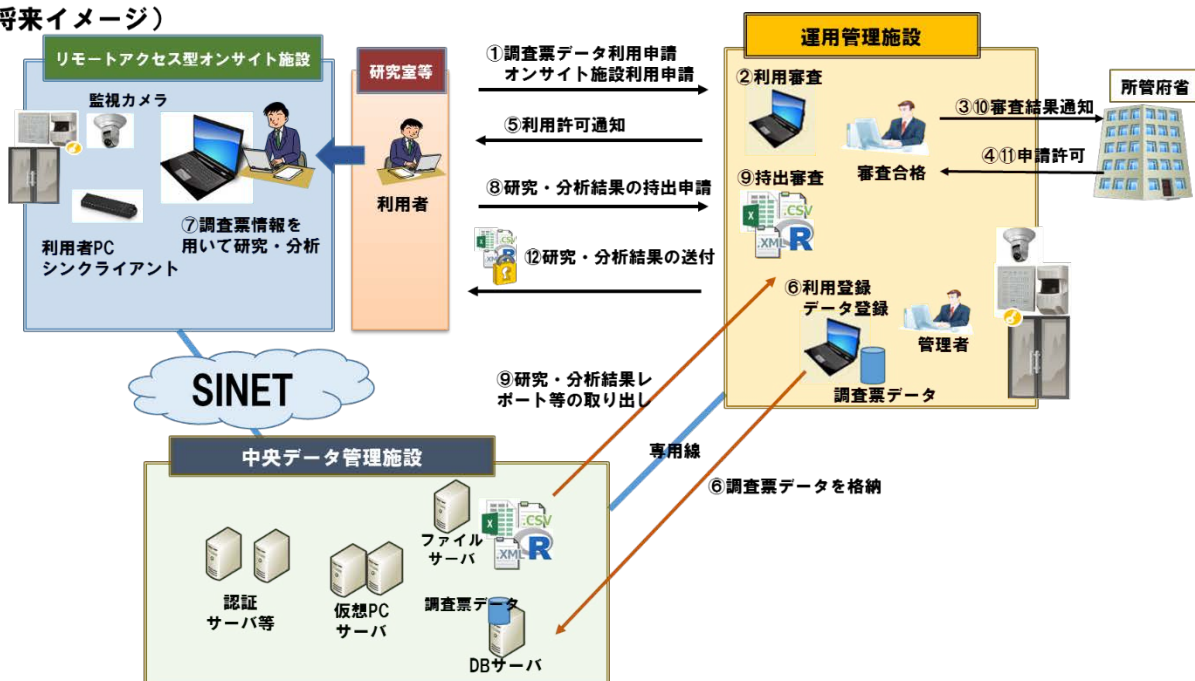 将来イメージ)
リモートアクセス型オンサイト施設
監視カメラ
利用者PC
シンクライアント
⑦調査票情報を
用いて研究・分析
研究室等
利用者
①調査票データ利用申請
オンサイト施設利用申請
⑤利用許可通知
⑧研究・分析結果の持出申請
.CSV
.XML
R
⑫研究・分析結果の送付
運用管理施設
②利用審査
審査合格
⑨持出審査
.CSV
.XML
R
⑥利用登録
データ登録
管理者
調査票データ
③⑩審査結果通知
④⑪申請許可
所管府省
SINET
⑨研究・分析結果レ
ポート等の取り出し
専用線
⑥調査票データを格納
中央データ管理施設
認証
サーバ等
仮想PC
サーバ
ファイル
サーバ
.CSV
.XML
R
調査票データ
DBサーバ